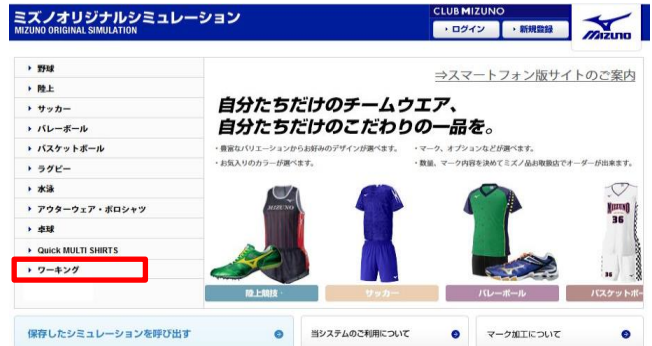 ミズノオリジナルシミュレーション
MIZUNO ORIGINAL SIMULATION
CLUB MIZUNO
ログイン
新規登録
MIZUNO
野球
陸上
サッカー
バレーボール
バスケットボール
ラグビー
水泳
アウターウェア・ポロシャツ
卓球
Quick MULTI SHIRTS
ワーキング
⇒スマートフォン版サイトのご案内
自分たちだけのチームウエア、
自分たちだけのこだわりの一品を。
・豊富なバリエーションからお好みのデザインが選べます。
・マーク、オプションなどが選べます。
・お気入りのカラーが選べます。
・数量、マーク内容を決めてミズノ品お取扱店でオーダーが出来ます。
MIZUNO
MIZUNO
36
36
陸上競技
サッカー
バレーボール
バスケットボー
保存したシミュレーションを呼び出す
当システムのご利用について
マーク加工について